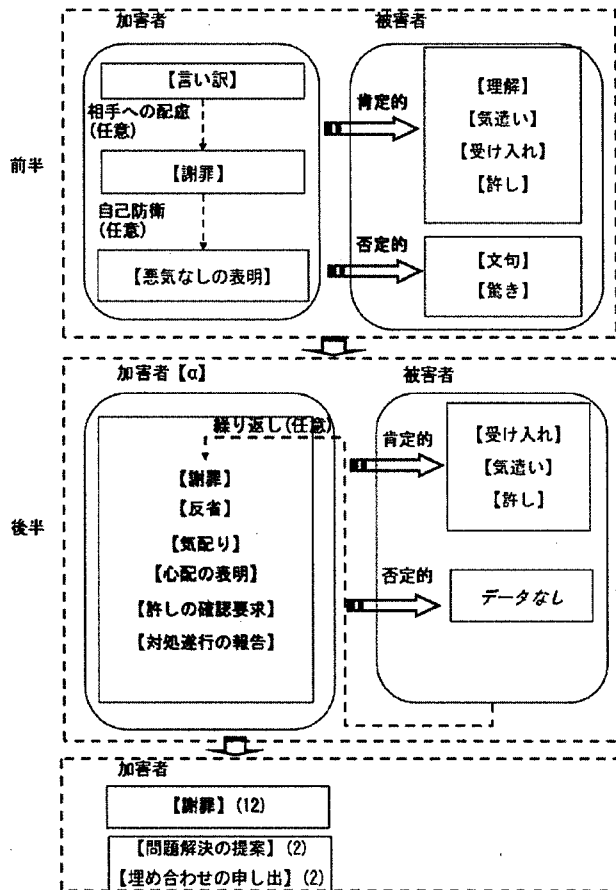 加害者
被害者
前半
【言い訳】
相手への配慮
(任意)
【謝罪】
自己防衛
(任意)
【悪気なしの表明】
肯定的
【理解】
【気遣い】
【受け入れ】
【許し】
否定的
【文句】
【驚き】
加害者【α】
被害者
後半
繰り返し(任意)
【謝罪】
【反省】
【気配り】
【心配の表明】
【許しの確認要求】
【対処遂行の報告】
肯定的
【受け入れ】
【気遣い】
【許し】
否定的
データなし
加害者
【謝罪】(12)
【問題解決の提案】(2)
【埋め合わせの申し出】(2)